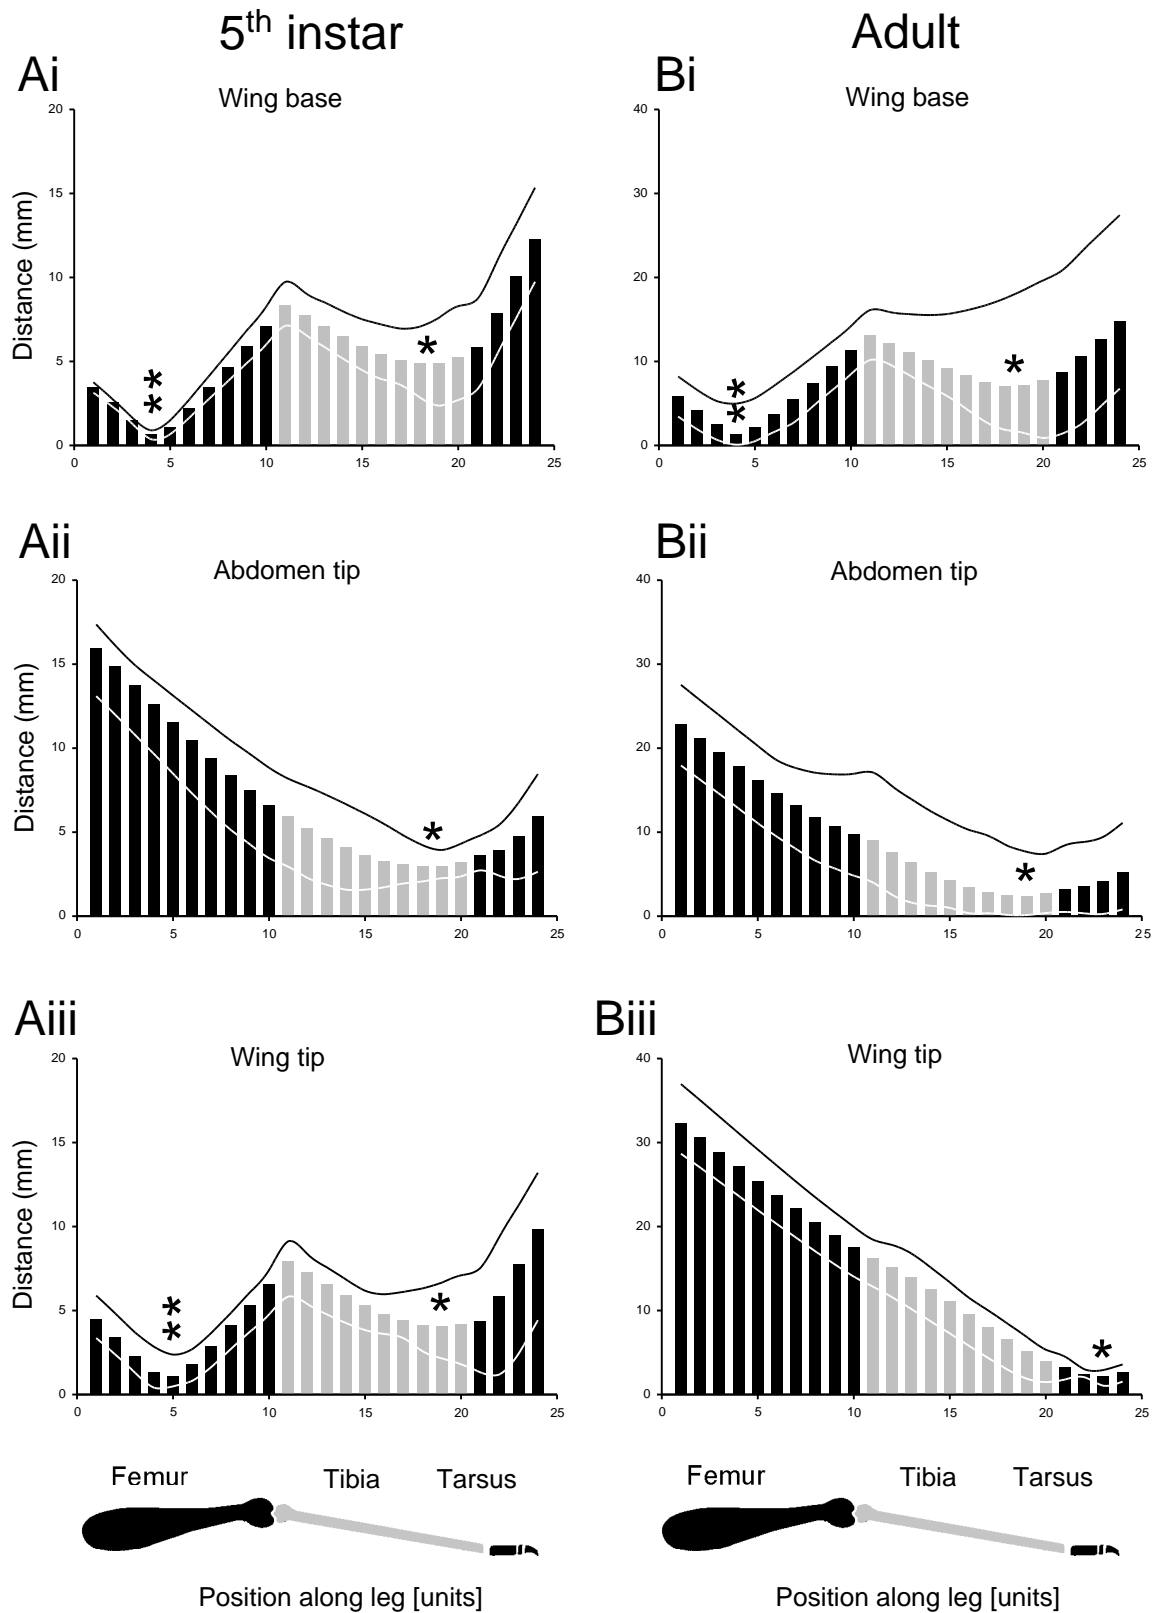 5th instar
Adult
Ai
Bi
Wing base
Wing base
Distance (mm)
20
15
10
5
0
0 5 10 15 20 25
*
*
*
40
30
20
10
0
0 5 10 15 20 25
*
*
*
Aii
Bii
Abdomen tip
Abdomen tip
Distance (mm)
20
15
10
5
0
0 5 10 15 20 25
*
40
30
20
10
0
0 5 10 15 20 25
*
Aiii
Biii
Wing tip
Wing tip
Distance (mm)
20
15
10
5
0
0 5 10 15 20 25
*
*
*
40
30
20
10
0
0 5 10 15 20 25
*
Femur Tibia Tarsus
Femur Tibia Tarsus
Position along leg [units]
Position along leg [units]